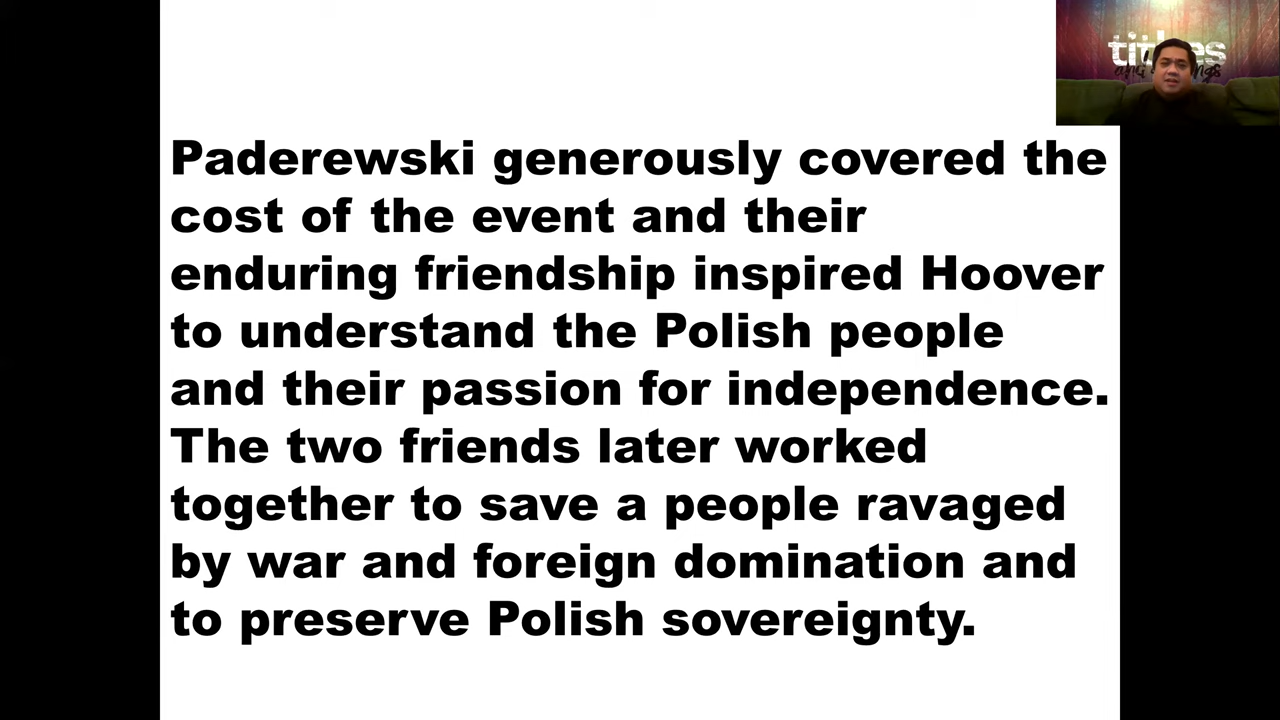 tithes
Paderewski generously covered the
cost of the event and their
enduring friendship inspired Hoover
to understand the Polish people
and their passion for independence.
The two friends later worked
together to save a people ravaged
by war and foreign domination and
to preserve Polish sovereignty.